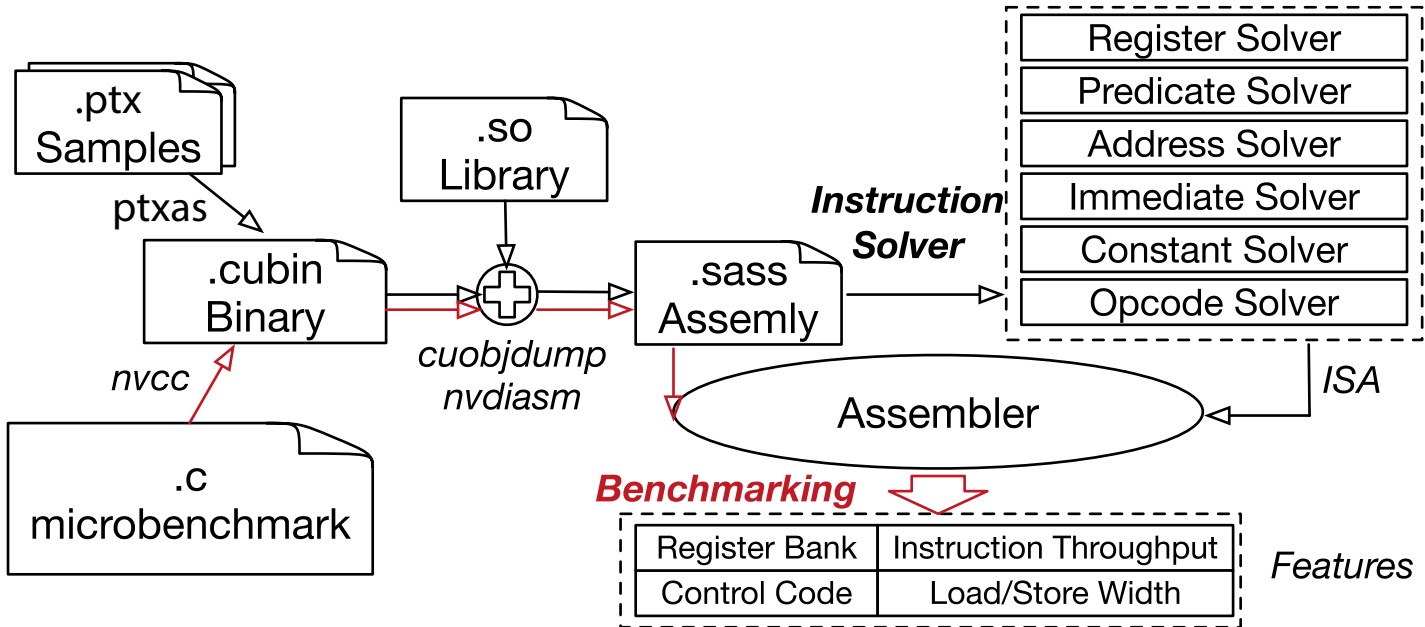 .ptx
Samples
ptxas
.so
Library
.cubin
Binary
cuobjdump
nvdiasm
nvcc
.c
microbenchmark
.sass
Assemly
Instruction
Solver
Register Solver
Predicate Solver
Address Solver
Immediate Solver
Constant Solver
Opcode Solver
ISA
Assembler
Benchmarking
Register Bank
Instruction Throughput
Control Code
Load/Store Width
Features